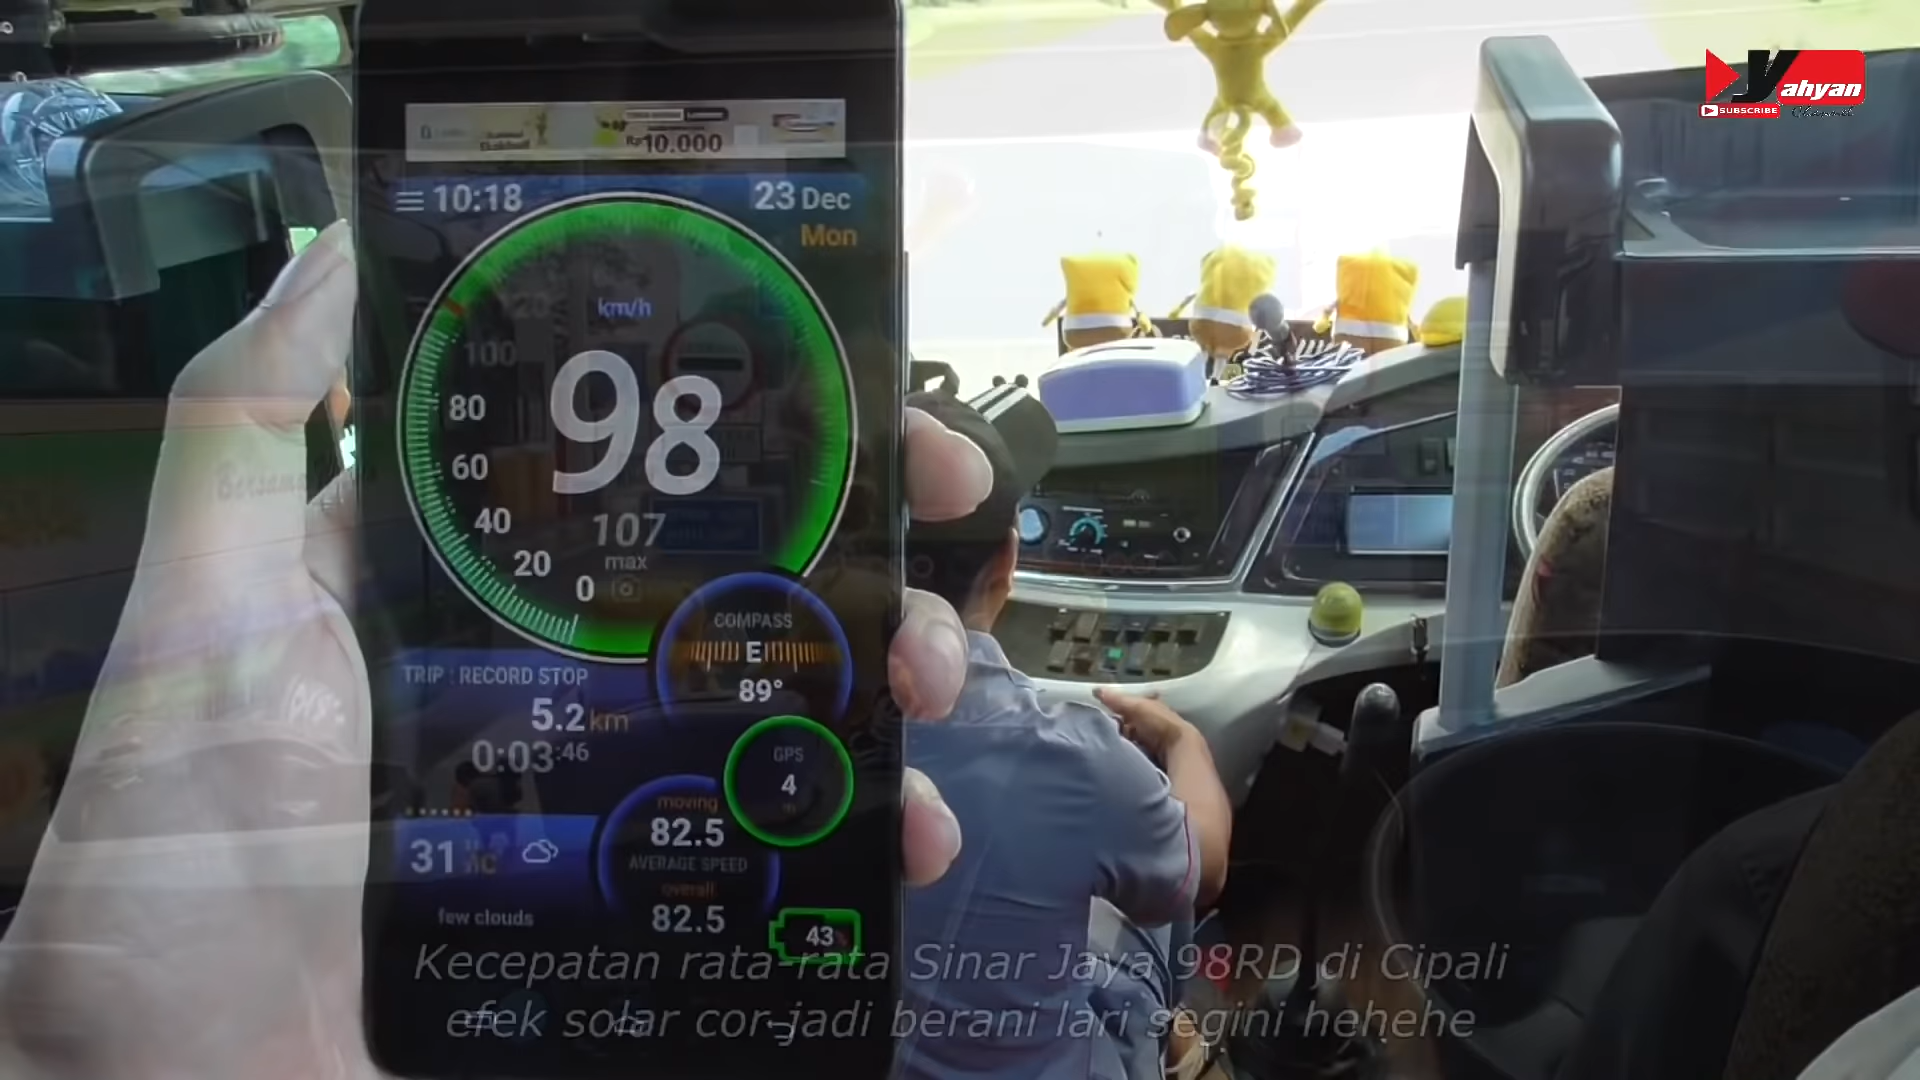 Yahyan
SUBSCRIBE
Rp10.000
10:18
23 Dec
Mon
km/h
120
100
80
60
40
20
0
98
107
max
COMPASS
E
89°
TRIP : RECORD STOP
5.2 km
0:03:46
GPS
4
m
moving
82.5
AVERAGE SPEED
overall
82.5
31
few clouds
43
Kecepatan rata-rata Sinar Jaya 98RD di Cipali
efek solar cor jadi berani lari segini hehehe